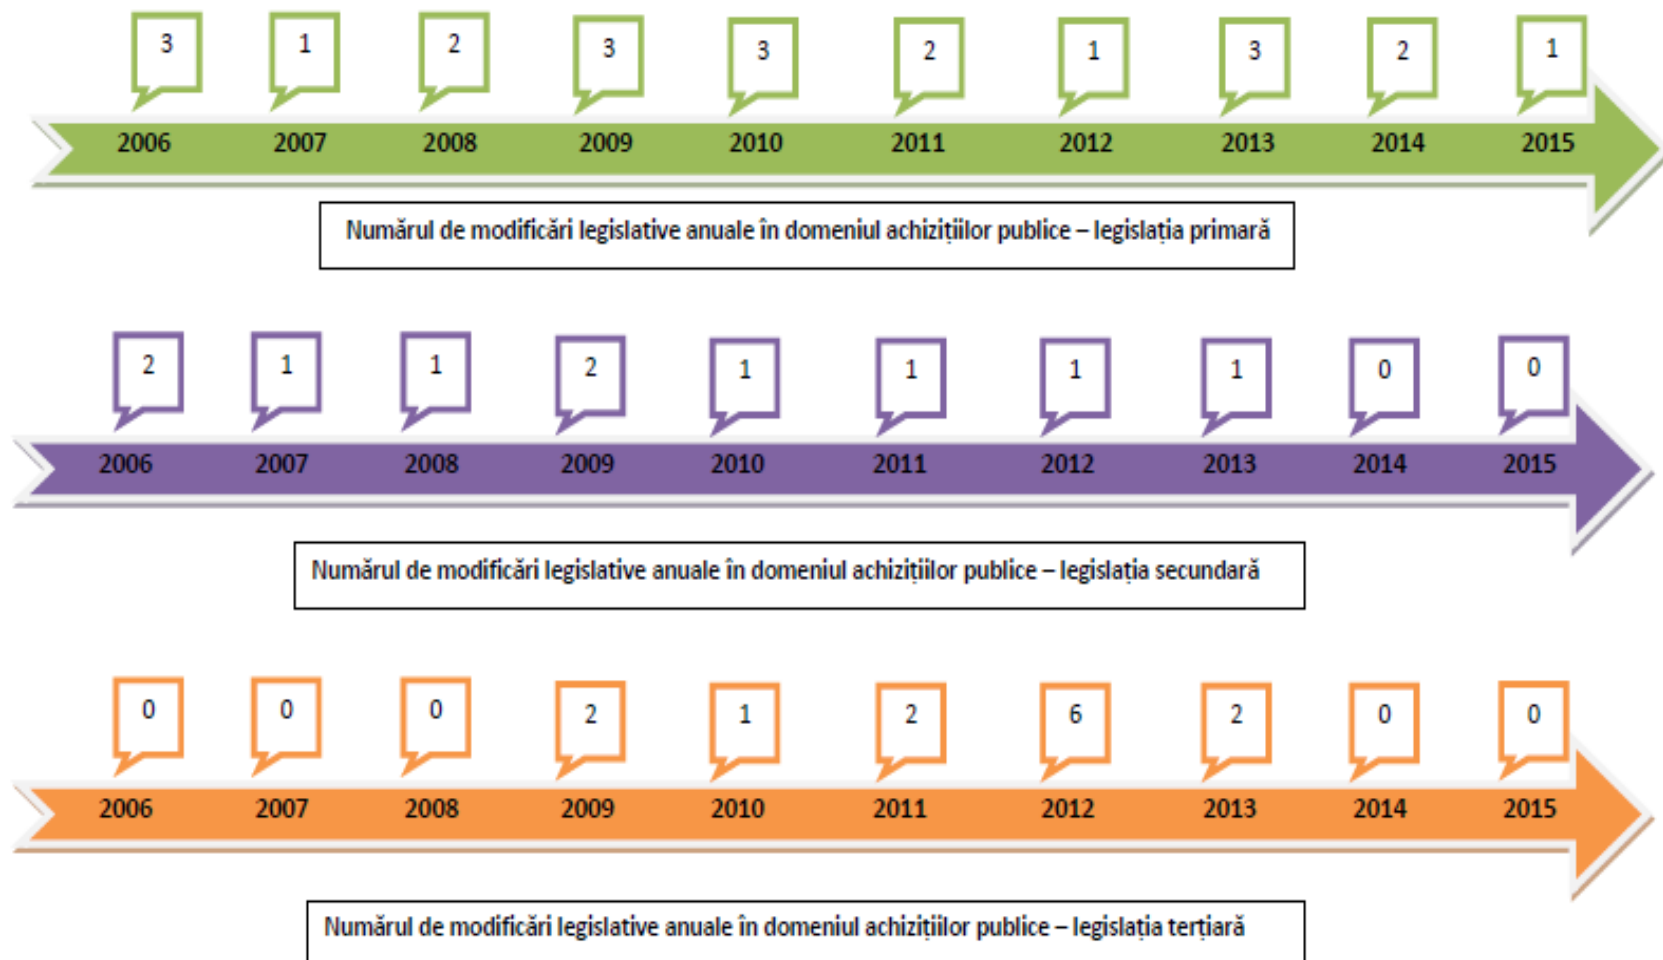 3 1 2 3 3 2 1 3 2 1
2006 2007 2008 2009 2010 2011 2012 2013 2014 2015
Numărul de modificări legislative anuale în domeniul achizițiilor publice – legislația primară
2 1 1 2 1 1 1 1 0 0
2006 2007 2008 2009 2010 2011 2012 2013 2014 2015
Numărul de modificări legislative anuale în domeniul achizițiilor publice – legislația secundară
0 0 0 2 1 2 6 2 0 0
2006 2007 2008 2009 2010 2011 2012 2013 2014 2015
Numărul de modificări legislative anuale în domeniul achizițiilor publice – legislația terțiară